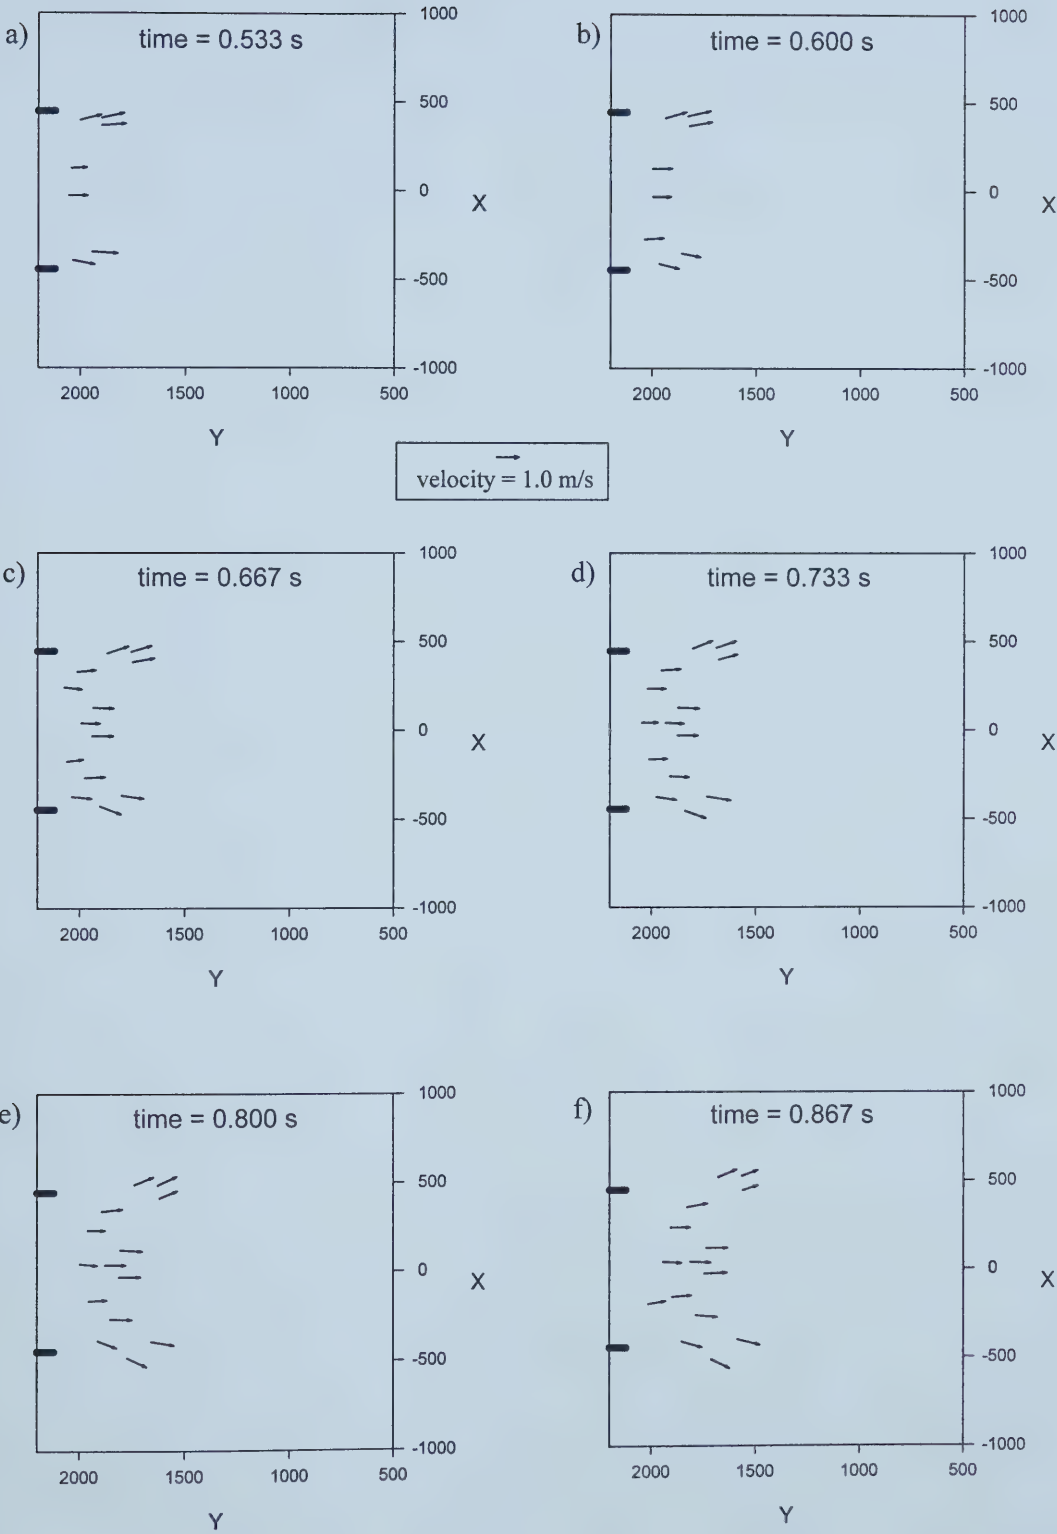 a)
time = 0.533 s
1000
500
0
X
-500
-1000
2000 1500 1000 500
Y
b)
time = 0.600 s
1000
500
0
X
-500
-1000
2000 1500 1000 500
Y
velocity = 1.0 m/s
c)
time = 0.667 s
1000
500
0
X
-500
-1000
2000 1500 1000 500
Y
d)
time = 0.733 s
1000
500
0
X
-500
-1000
2000 1500 1000 500
Y
e)
time = 0.800 s
1000
500
0
X
-500
-1000
2000 1500 1000 500
Y
f)
time = 0.867 s
1000
500
0
X
-500
-1000
2000 1500 1000 500
Y